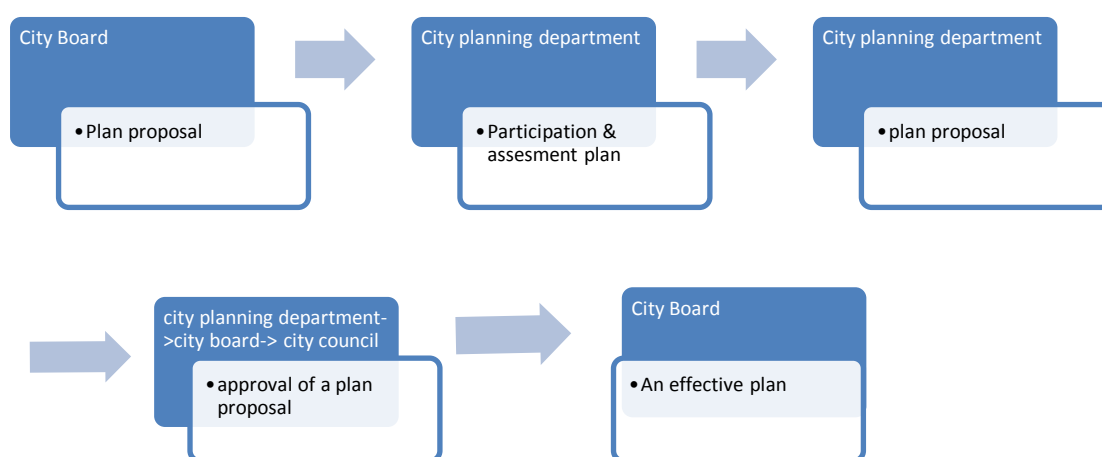 City Board
• Plan proposal
City planning department
• Participation &
assesment plan
City planning department
• plan proposal
city planning department-
>city board-> city council
• approval of a plan
proposal
City Board
• An effective plan